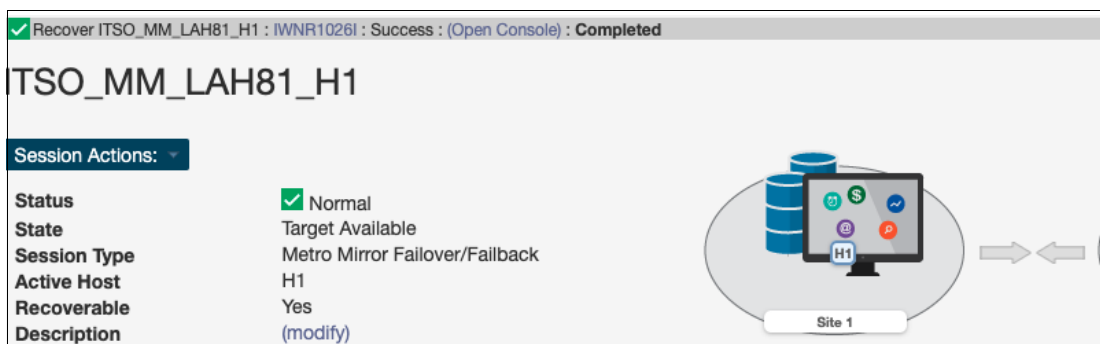 Recover ITSO_MM_LAH81_H1 : IWNR1026I : Success : (Open Console) : Completed
ITSO_MM_LAH81_H1
Session Actions:
Status Normal
State Target Available
Session Type Metro Mirror Failover/Failback
Active Host H1
Recoverable Yes
Description (modify)
$
@
H1
Site 1